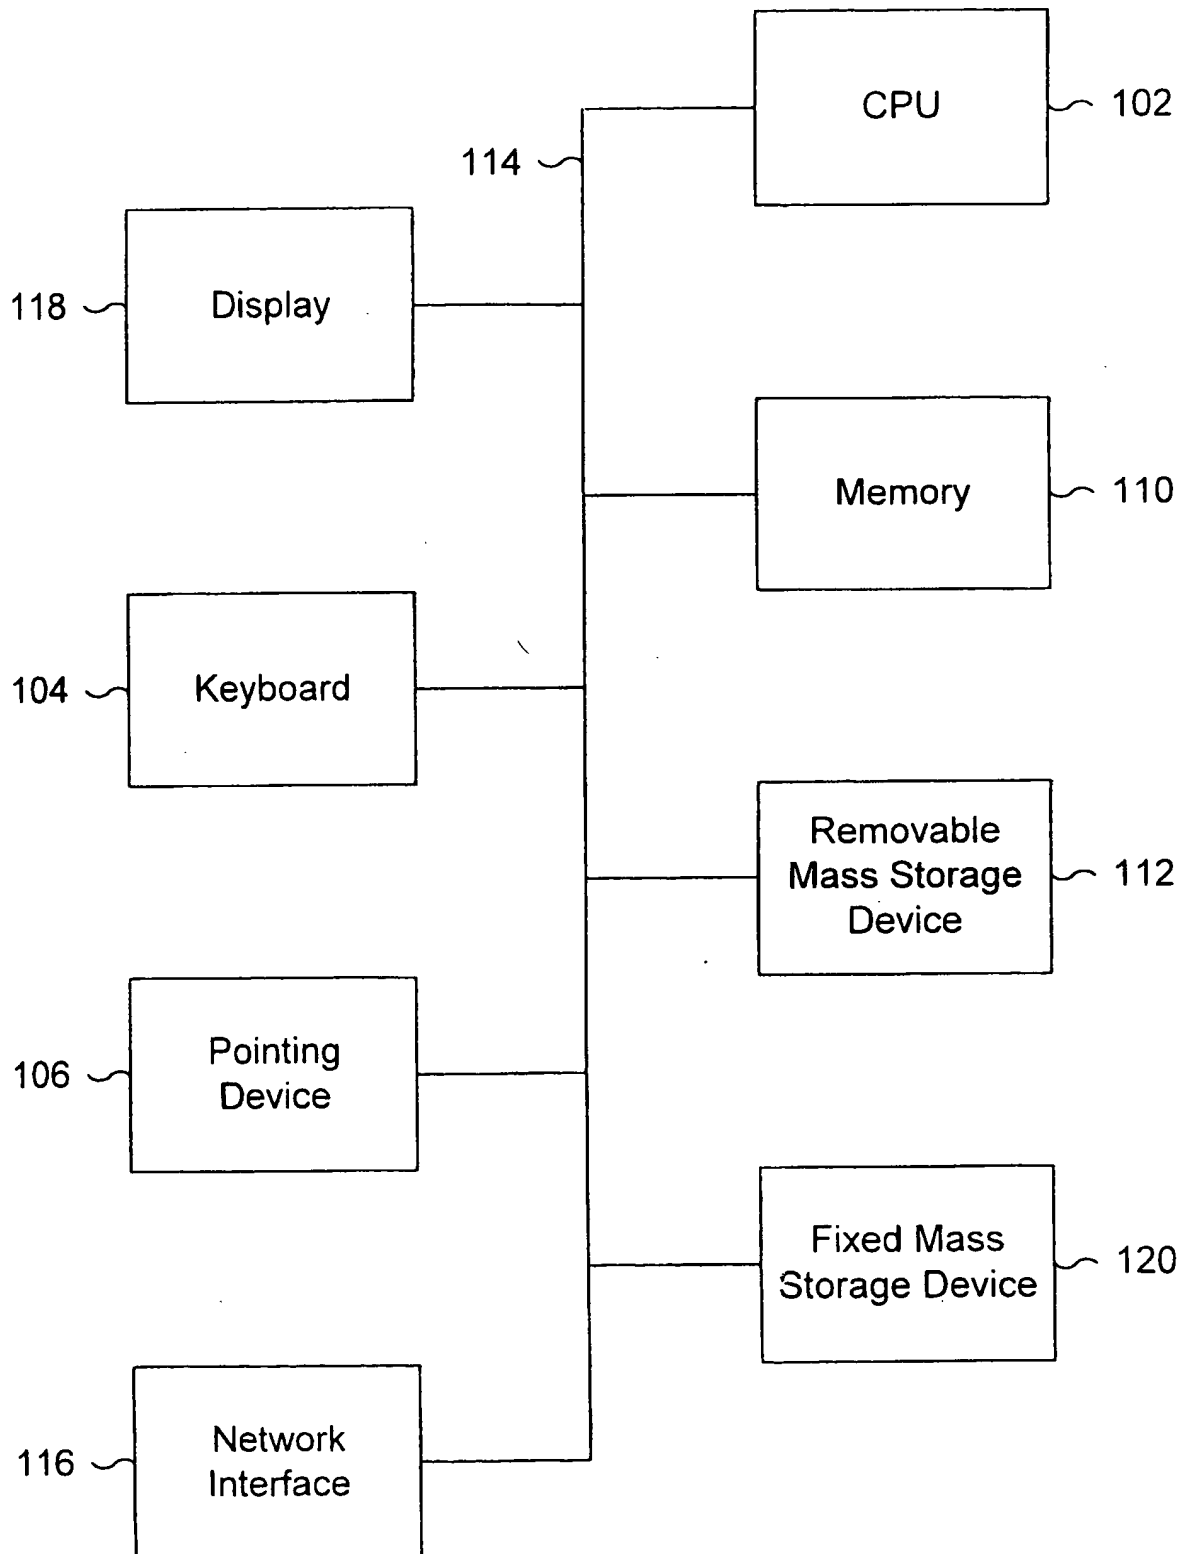 CPU
102
114
118
Display
Memory
110
104
Keyboard
Removable
Mass Storage
Device
112
106
Pointing
Device
Fixed Mass
Storage Device
120
116
Network
Interface